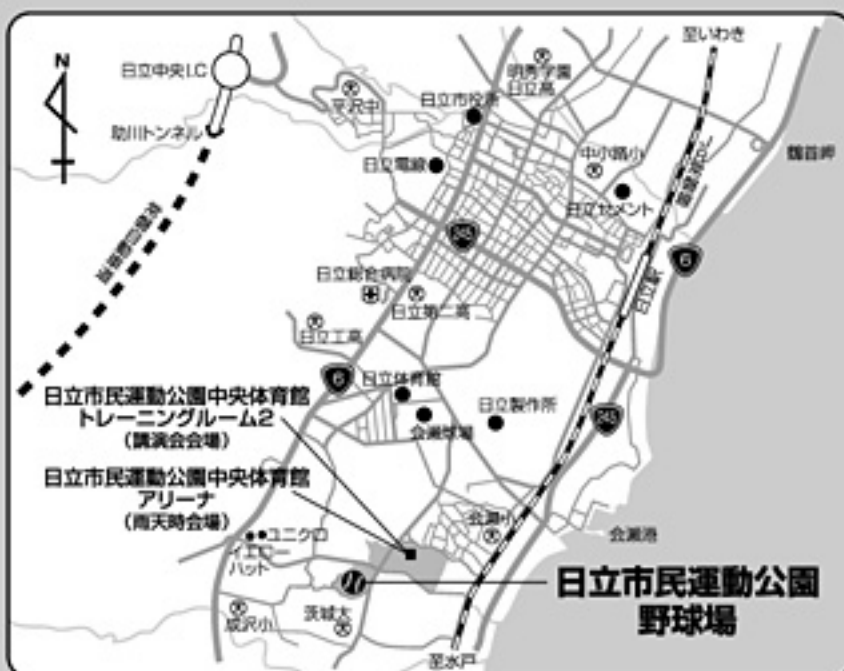 至いわき
N
日立中央I.C
明秀学園
日立高
平沢中
日立市役所
助川トンネル
中小路小
鶴首岬
日立電線
日立セメント
常磐自動車道
245
6
日立総合病院
日立駅
日立第二高
日立工高
6
日立体育館
日立市民運動公園中央体育館
トレーニングルーム2
(講演会会場)
会瀬球場
日立製作所
245
日立市民運動公園中央体育館
アリーナ
(雨天時会場)
会瀬小
会瀬港
ユニクロ
イエロー
ハット
日立市民運動公園
野球場
成沢小
茨城大
至水戸